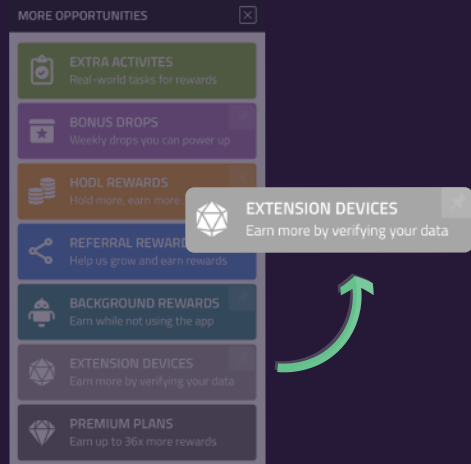 MORE OPPORTUNITIES
EXTRA ACTIVITES
Real-world tasks for rewards
BONUS DROPS
Weekly drops you can power up
HODL REWARDS
Hold more, earn more
EXTENSION DEVICES
Earn more by verifying your data
REFERRAL REWARD
Help us grow and earn rewards
BACKGROUND REWARDS
Earn while not using the app
EXTENSION DEVICES
Earn more by verifying your data
PREMIUM PLANS
Earn up to 36x more rewards